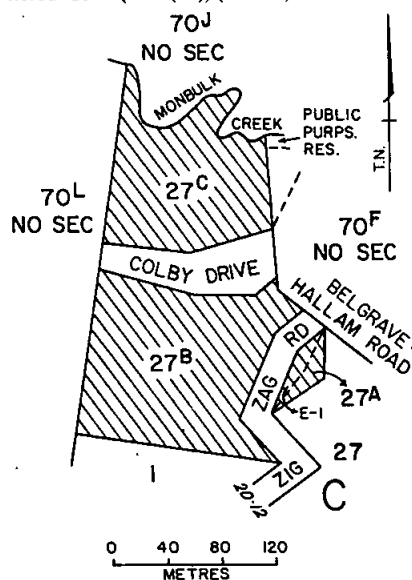 70J
NO SEC
MONBULK
CREEK
PUBLIC
PURPS.
RES.
T.N.
27C
70L
NO SEC
70F
NO SEC
COLBY DRIVE
BELGRAVE-
HALLAM ROAD
27B
ZAG
RD
27A
E-1
27
1
ZIG
C
20·12
0 40 80 120
METRES